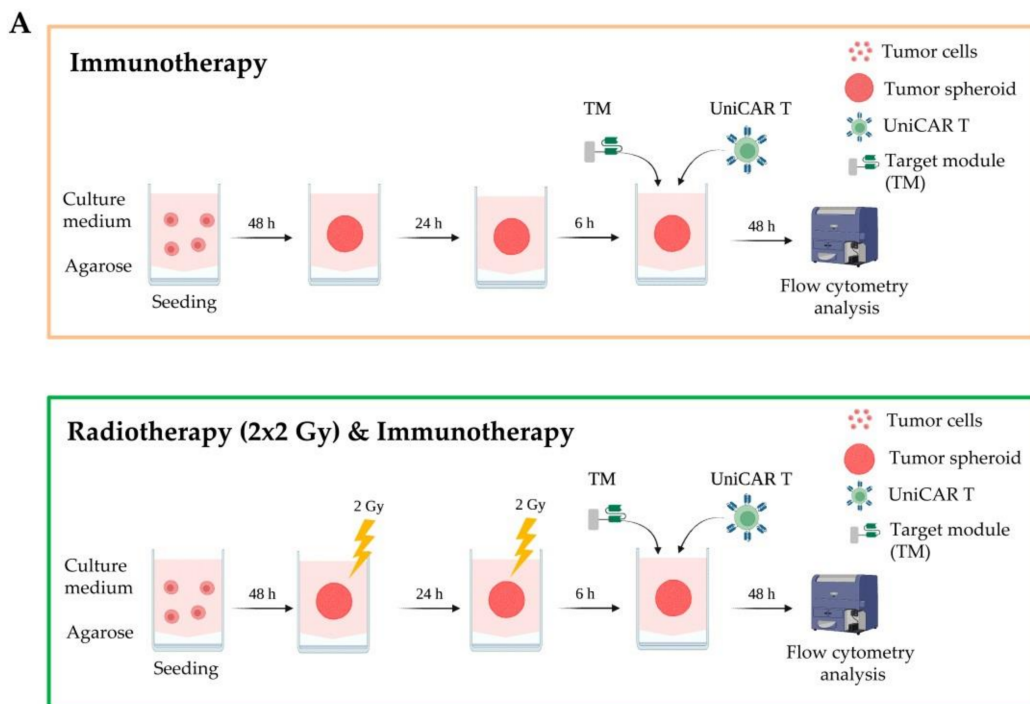 A
Immunotherapy
Tumor cells
Tumor spheroid
UniCAR T
Target module
(TM)
TM
UniCAR T
Culture
medium
Agarose
48 h
24 h
6 h
48 h
Seeding
Flow cytometry
analysis
Radiotherapy (2x2 Gy) & Immunotherapy
Tumor cells
Tumor spheroid
UniCAR T
Target module
(TM)
TM
UniCAR T
2 Gy
2 Gy
Culture
medium
Agarose
48 h
24 h
6 h
48 h
Seeding
Flow cytometry
analysis